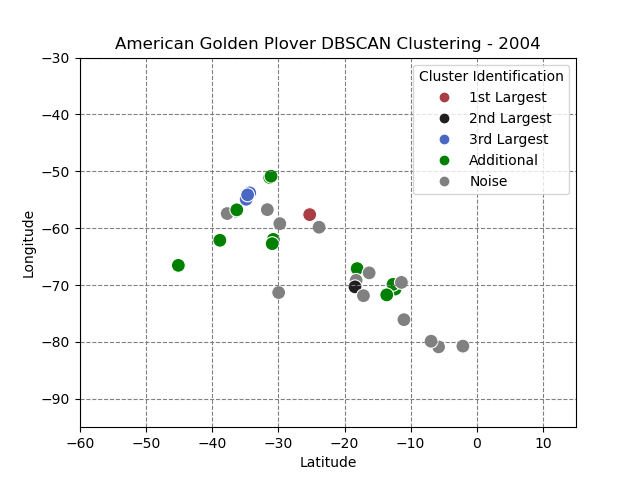 American Golden Plover DBSCAN Clustering - 2004
Cluster Identification
1st Largest
2nd Largest
3rd Largest
Additional
Noise
−30
−40
−50
−60
−70
−80
−90
Longitude
−60
−50
−40
−30
−20
−10
0
10
Latitude